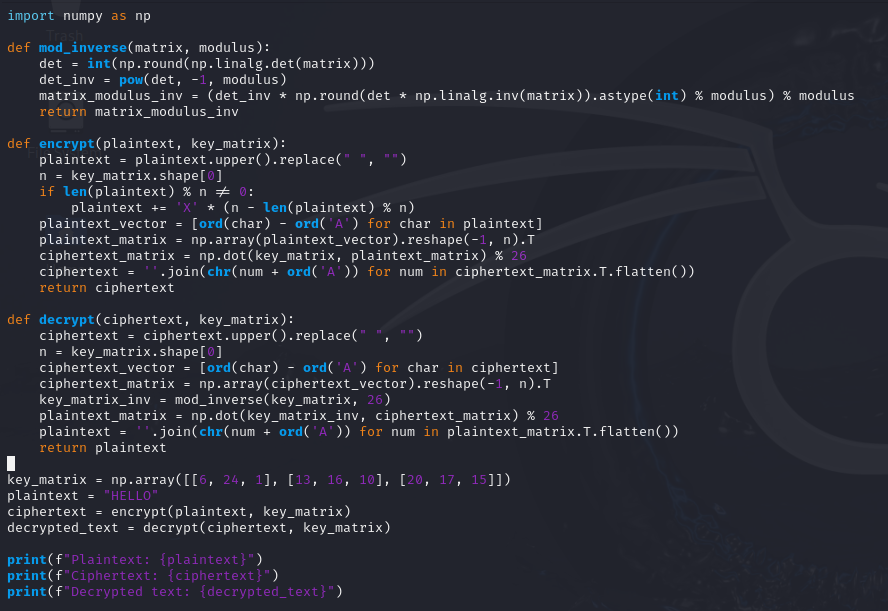 import numpy as np
def mod_inverse(matrix, modulus):
    det = int(np.round(np.linalg.det(matrix)))
    det_inv = pow(det, -1, modulus)
    matrix_modulus_inv = (det_inv * np.round(det * np.linalg.inv(matrix)).astype(int) % modulus) % modulus
    return matrix_modulus_inv
def encrypt(plaintext, key_matrix):
    plaintext = plaintext.upper().replace(" ", "")
    n = key_matrix.shape[0]
    if len(plaintext) % n ≠ 0:
        plaintext += 'X' * (n - len(plaintext) % n)
    plaintext_vector = [ord(char) - ord('A') for char in plaintext]
    plaintext_matrix = np.array(plaintext_vector).reshape(-1, n).T
    ciphertext_matrix = np.dot(key_matrix, plaintext_matrix) % 26
    ciphertext = ''.join(chr(num + ord('A')) for num in ciphertext_matrix.T.flatten())
    return ciphertext
def decrypt(ciphertext, key_matrix):
    ciphertext = ciphertext.upper().replace(" ", "")
    n = key_matrix.shape[0]
    ciphertext_vector = [ord(char) - ord('A') for char in ciphertext]
    ciphertext_matrix = np.array(ciphertext_vector).reshape(-1, n).T
    key_matrix_inv = mod_inverse(key_matrix, 26)
    plaintext_matrix = np.dot(key_matrix_inv, ciphertext_matrix) % 26
    plaintext = ''.join(chr(num + ord('A')) for num in plaintext_matrix.T.flatten())
    return plaintext
key_matrix = np.array([[6, 24, 1], [13, 16, 10], [20, 17, 15]])
plaintext = "HELLO"
ciphertext = encrypt(plaintext, key_matrix)
decrypted_text = decrypt(ciphertext, key_matrix)
print(f"Plaintext: {plaintext}")
print(f"Ciphertext: {ciphertext}")
print(f"Decrypted text: {decrypted_text}")